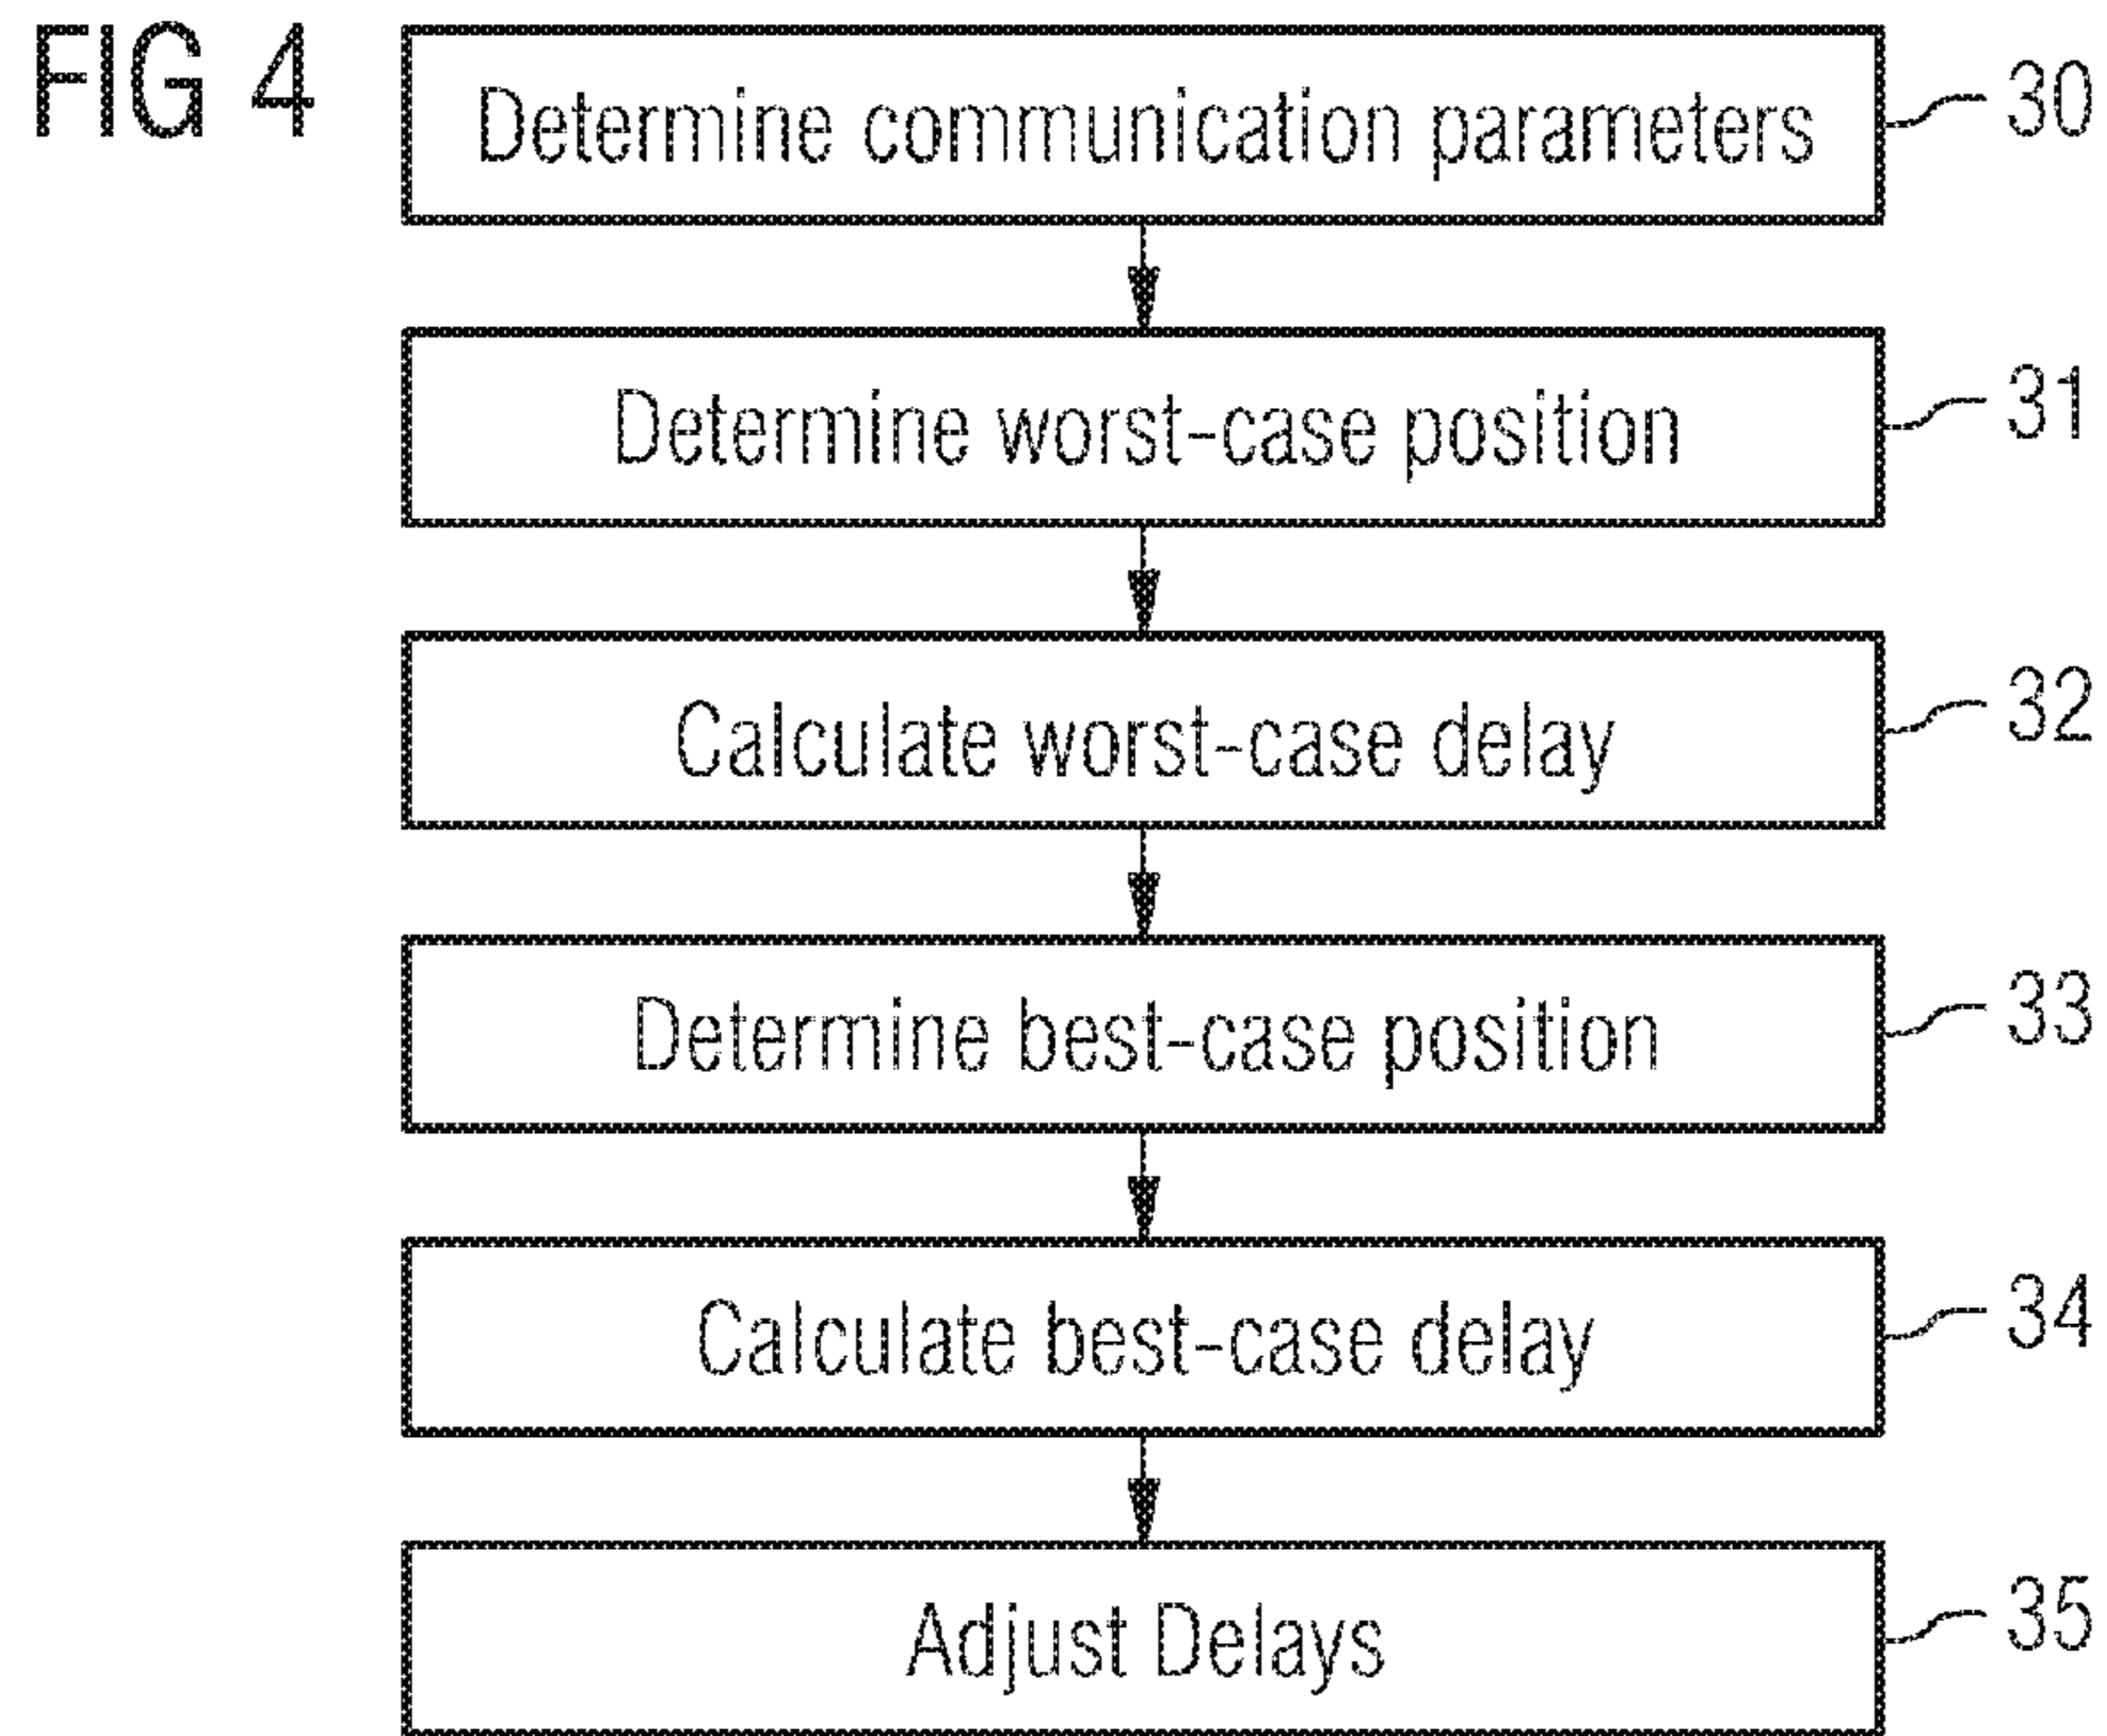 FIG 4
Determine communication parameters
30
Determine worst-case position
31
Calculate worst-case delay
32
Determine best-case position
33
Calculate best-case delay
34
Adjust Delays
35